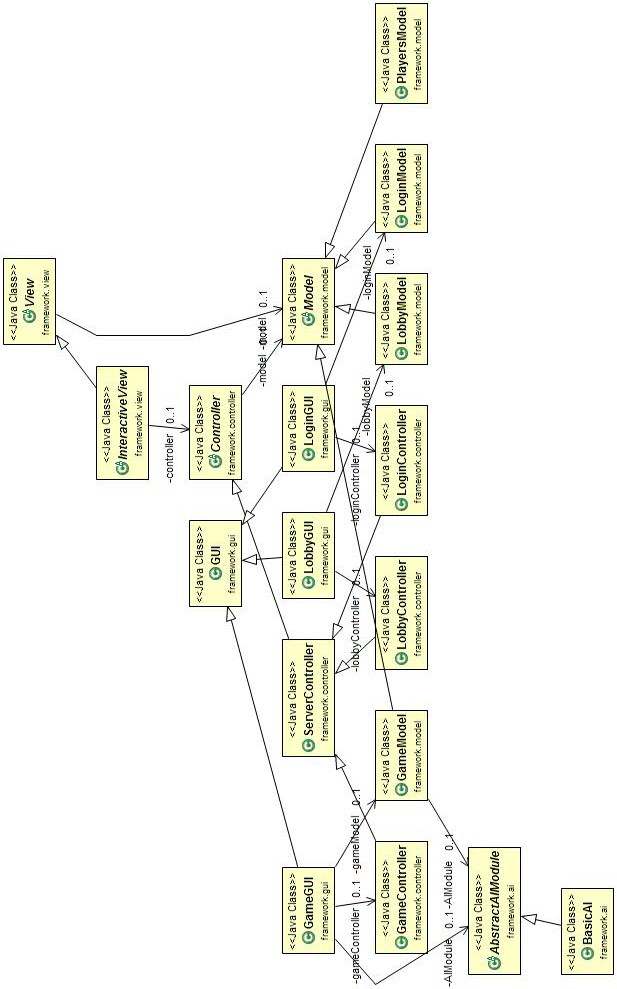 <<Java Class>>
PlayersModel
framework.model
<<Java Class>>
LoginModel
framework.model
<<Java Class>>
View
framework.view
<<Java Class>>
Model
framework.model
<<Java Class>>
LobbyModel
framework.model
<<Java Class>>
InteractiveView
framework.view
<<Java Class>>
Controller
framework.controller
<<Java Class>>
LoginGUI
framework.gui
<<Java Class>>
LoginController
framework.controller
<<Java Class>>
GUI
framework.gui
<<Java Class>>
LobbyGUI
framework.gui
<<Java Class>>
LobbyController
framework.controller
<<Java Class>>
ServerController
framework.controller
<<Java Class>>
GameModel
framework.model
<<Java Class>>
GameGUI
framework.gui
<<Java Class>>
GameController
framework.controller
<<Java Class>>
AbstractAIModule
framework.ai
<<Java Class>>
BasicAI
framework.ai
-model 0..1
-model 0..1
-controller 0..1
-loginModel
0..1
-lobbyModel
0..1
-loginController 0..1
-lobbyController 0..1
-gameModel 0..1
-gameController 0..1
-AIModule 0..1
-AIModule 0..1